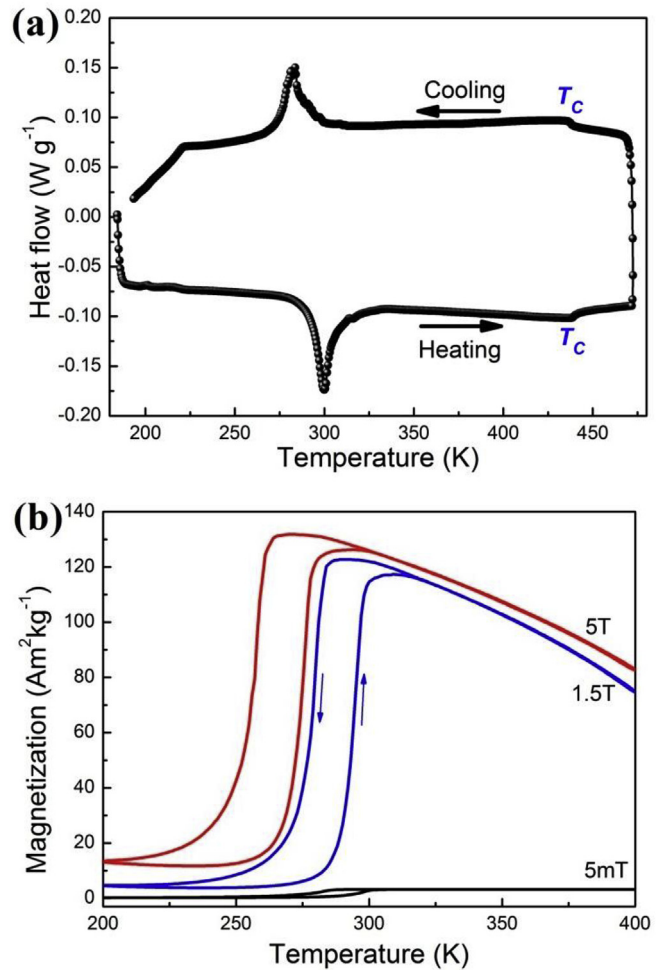 (a)
0.20
0.15
0.10
0.05
0.00
-0.05
-0.10
-0.15
-0.20
Heat flow (W g⁻¹)
Cooling
T_C
T_C
Heating
200 250 300 350 400 450
Temperature (K)
(b)
140
120
100
80
60
40
20
0
Magnetization (Am²kg⁻¹)
5T
1.5T
5mT
200 250 300 350 400
Temperature (K)